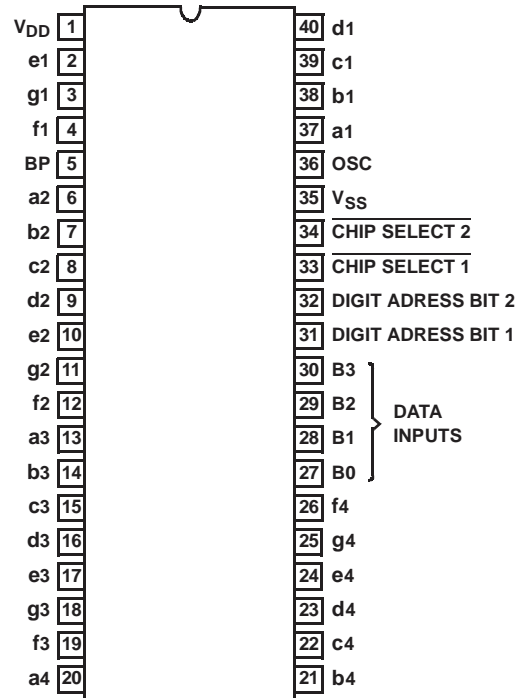 VDD 1 40 d1
e1 2 39 c1
g1 3 38 b1
f1 4 37 a1
BP 5 36 OSC
a2 6 35 VSS
b2 7 34 CHIP SELECT 2
c2 8 33 CHIP SELECT 1
d2 9 32 DIGIT ADRESS BIT 2
e2 10 31 DIGIT ADRESS BIT 1
g2 11 30 B3
f2 12 29 B2
a3 13 28 B1
b3 14 27 B0
DATA
INPUTS
c3 15 26 f4
d3 16 25 g4
e3 17 24 e4
g3 18 23 d4
f3 19 22 c4
a4 20 21 b4